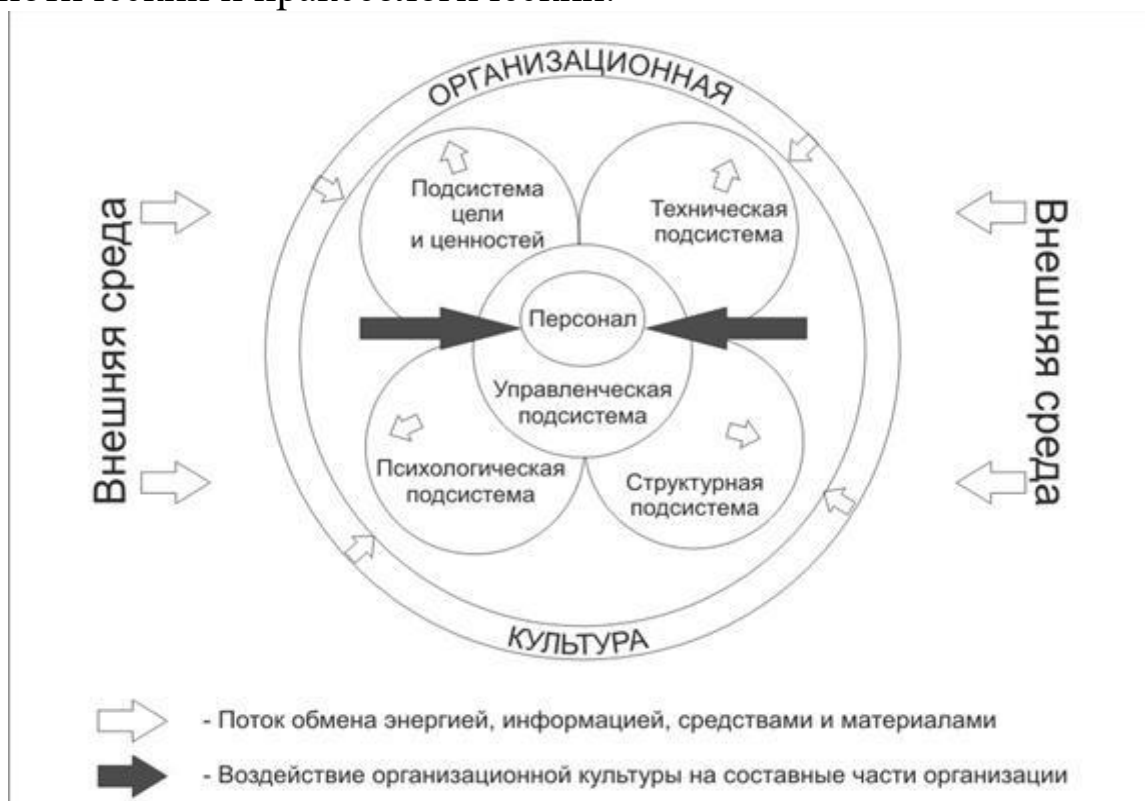 ОРГАНИЗАЦИОННАЯ
Подсистема
цели
и ценностей
Техническая
подсистема
Внешняя среда
Внешняя среда
Персонал
Управленческая
подсистема
Психологическая
подсистема
Структурная
подсистема
КУЛЬТУРА
- Поток обмена энергией, информацией, средствами и материалами
- Воздействие организационной культуры на составные части организации